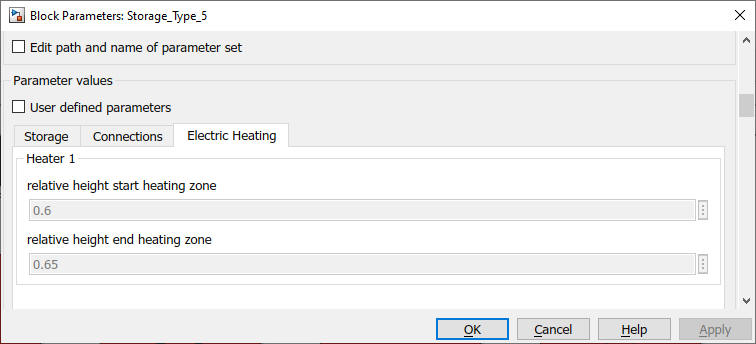 Block Parameters: Storage_Type_5
Edit path and name of parameter set
Parameter values
User defined parameters
Storage Connections Electric Heating
Heater 1
relative height start heating zone
0.6
relative height end heating zone
0.65
OK Cancel Help Apply